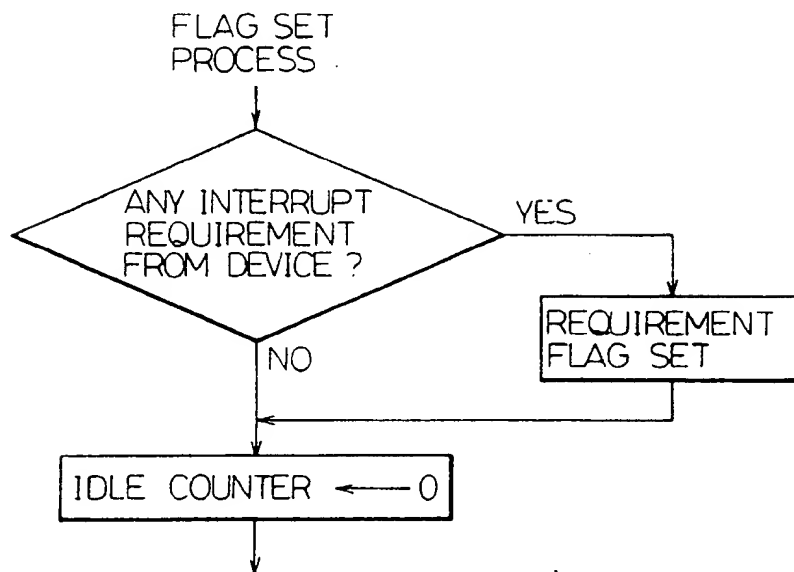 FLAG SET
PROCESS
ANY INTERRUPT
REQUIREMENT
FROM DEVICE ?
YES
REQUIREMENT
FLAG SET
NO
IDLE COUNTER ← 0